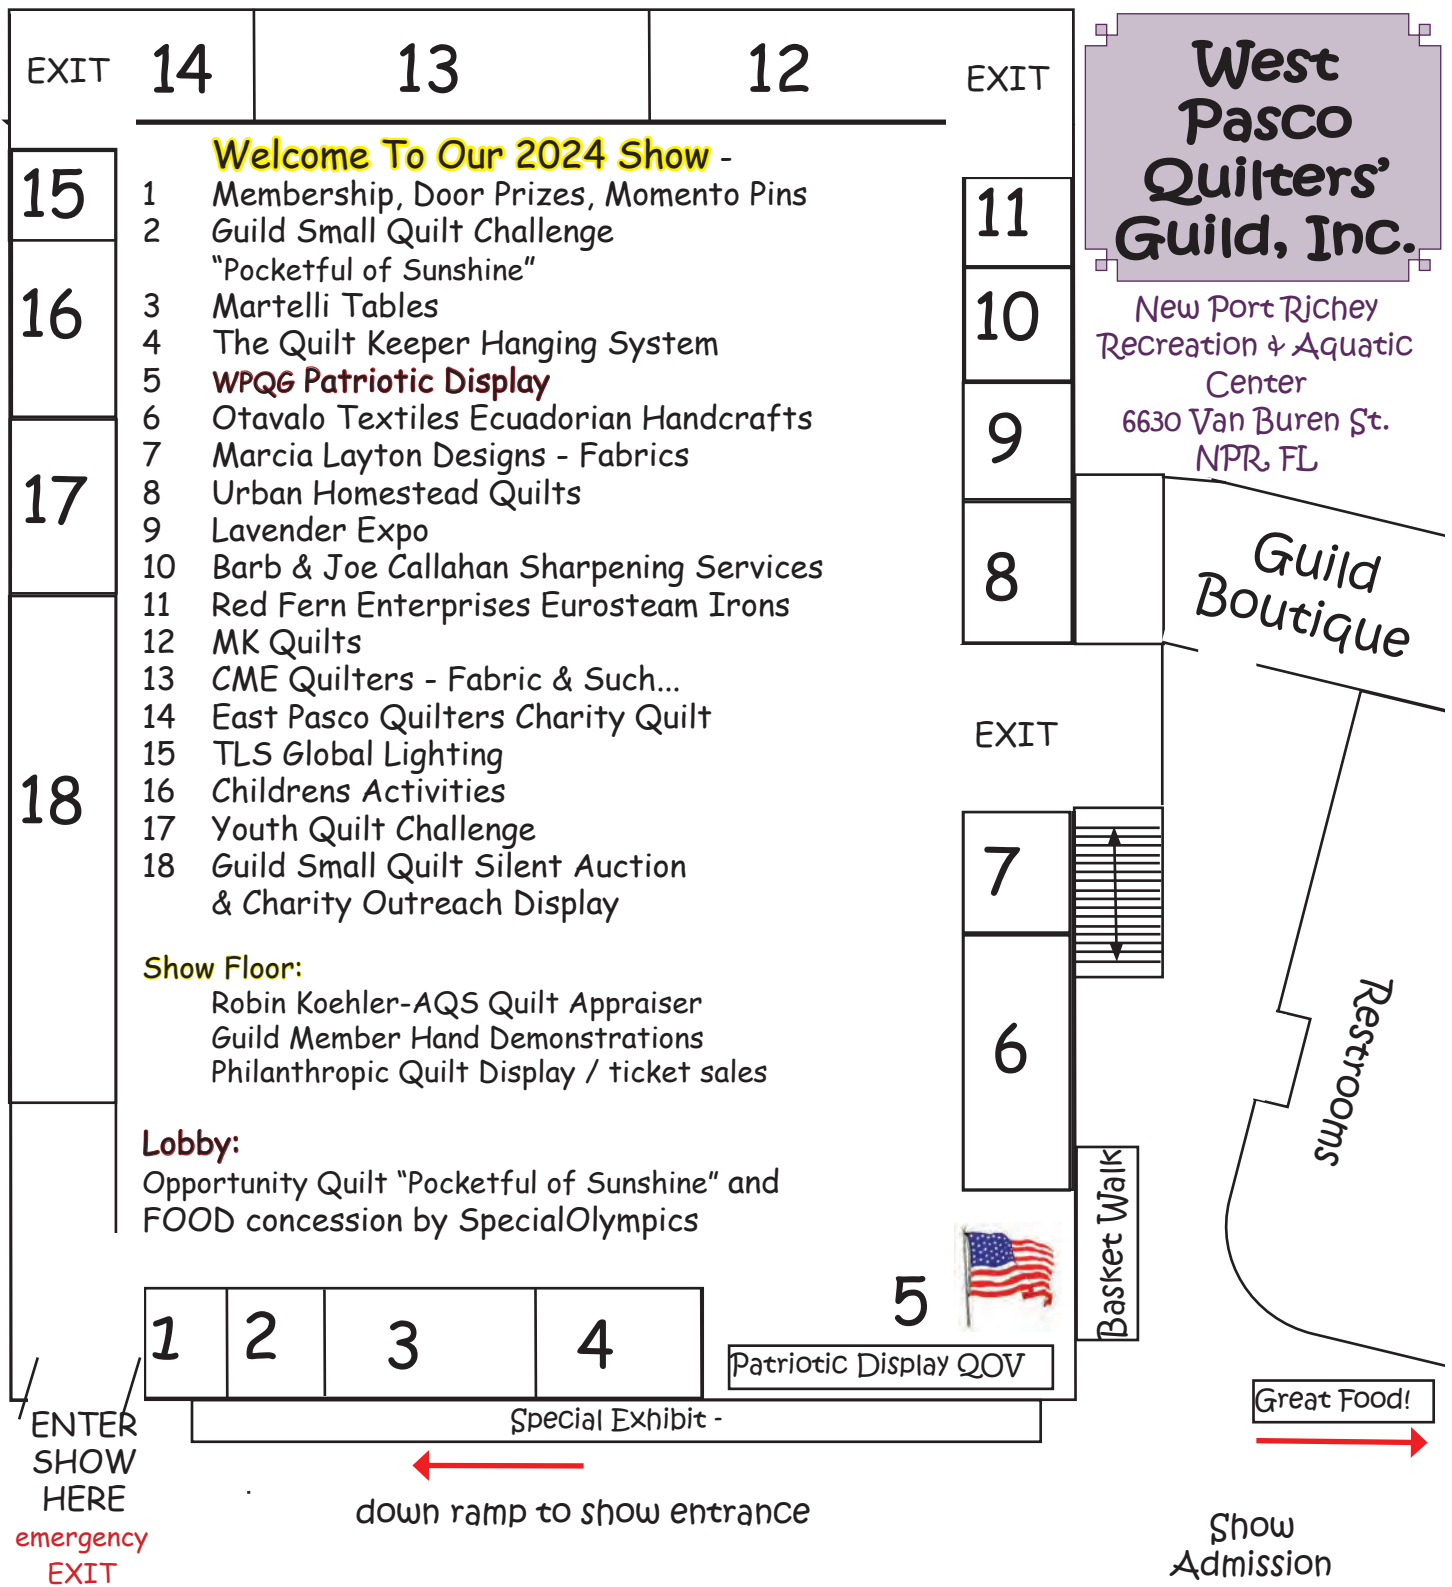 EXIT
14
13
12
EXIT
West
Pasco
Quilters’
Guild, Inc.
New Port Richey
Recreation & Aquatic
Center
6630 Van Buren St.
NPR, FL
15
16
17
18
Welcome To Our 2024 Show -
1 Membership, Door Prizes, Momento Pins
2 Guild Small Quilt Challenge
“Pocketful of Sunshine”
3 Martelli Tables
4 The Quilt Keeper Hanging System
5 WPQG Patriotic Display
6 Otavalo Textiles Ecuadorian Handcrafts
7 Marcia Layton Designs - Fabrics
8 Urban Homestead Quilts
9 Lavender Expo
10 Barb & Joe Callahan Sharpening Services
11 Red Fern Enterprises Eurosteam Irons
12 MK Quilts
13 CME Quilters - Fabric & Such...
14 East Pasco Quilters Charity Quilt
15 TLS Global Lighting
16 Childrens Activities
17 Youth Quilt Challenge
18 Guild Small Quilt Silent Auction
& Charity Outreach Display
Show Floor:
Robin Koehler-AQS Quilt Appraiser
Guild Member Hand Demonstrations
Philanthropic Quilt Display / ticket sales
Lobby:
Opportunity Quilt “Pocketful of Sunshine” and
FOOD concession by SpecialOlympics
11
10
9
8
EXIT
7
6
Guild
Boutique
Restrooms
Basket Walk
1
2
3
4
5
Patriotic Display QOV
Special Exhibit -
Great Food!
ENTER
SHOW
HERE
emergency
EXIT
down ramp to show entrance
Show
Admission